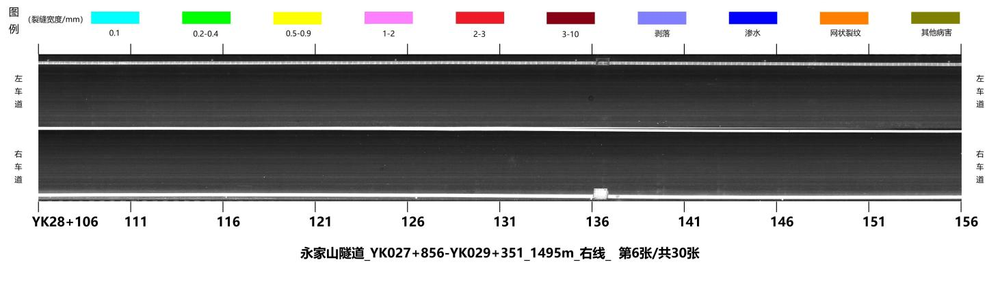 图例
(裂缝宽度/mm)
0.1 0.2-0.4 0.5-0.9 1-2 2-3 3-10 剥落 渗水 网状裂纹 其他病害
左车道 左车道
右车道 右车道
YK28+106 111 116 121 126 131 136 141 146 151 156
永家山隧道_YK027+856-YK029+351_1495m_右线_ 第6张/共30张